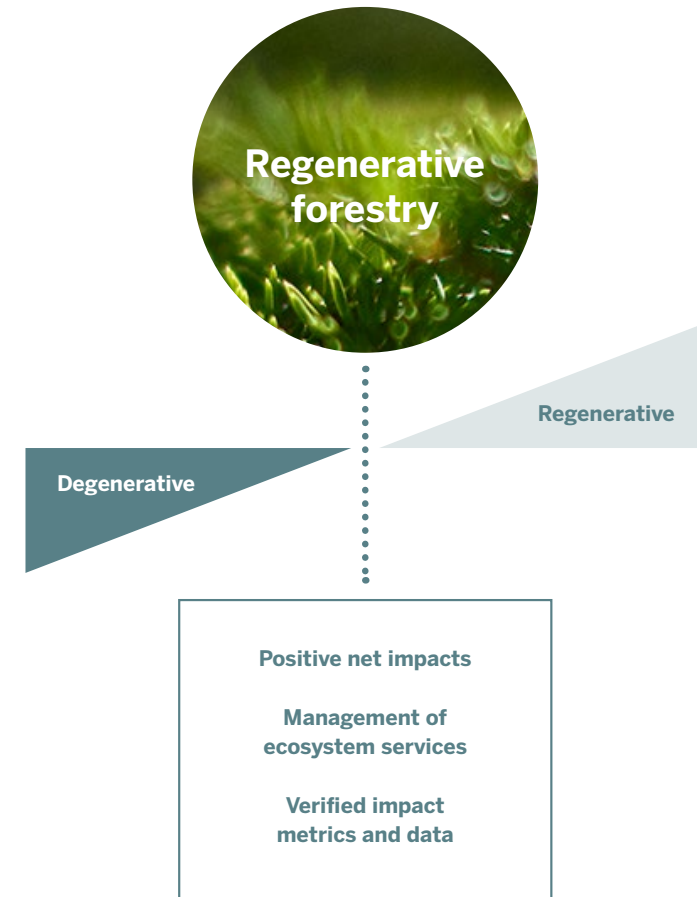 Regenerative
forestry
Regenerative
Degenerative
Positive net impacts
Management of
ecosystem services
Verified impact
metrics and data